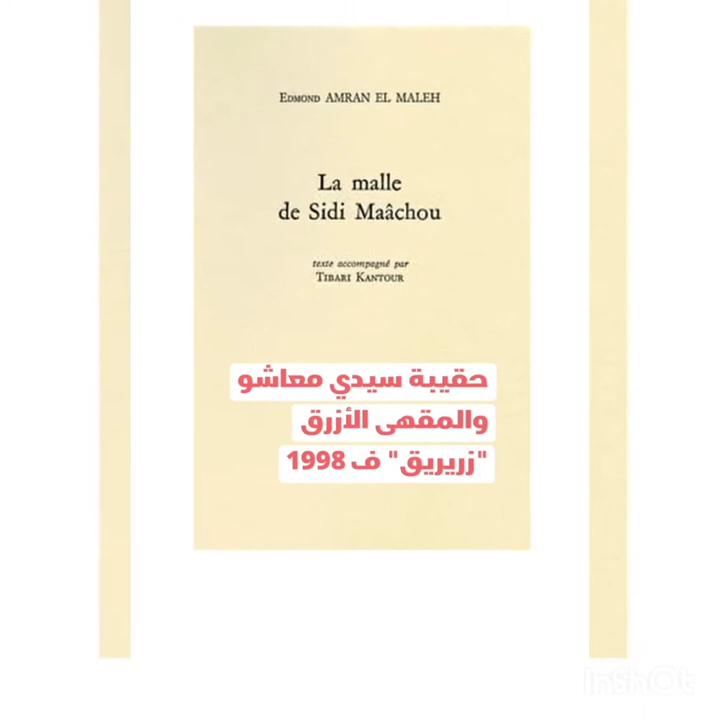 Edmond AMRAN EL MALEH
La malle
de Sidi Maâchou
texte accompagné par
Tibari Kantour
حقيبة سيدي معاشو
والمقهى الأزرق
"زريريق" ف 1998
InShOt